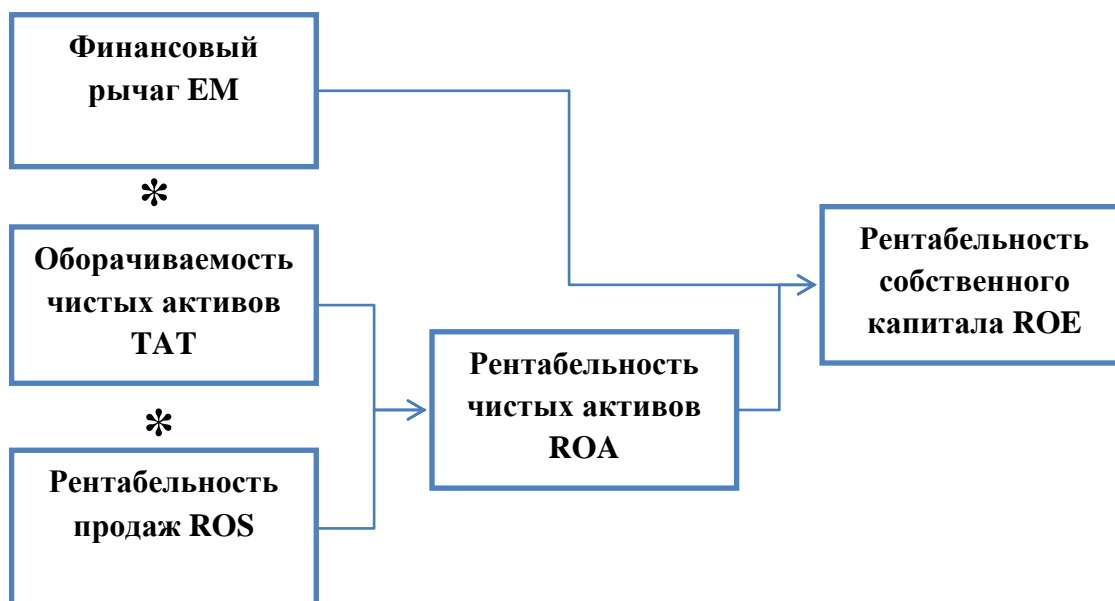 Финансовый
рычаг EM
*
Оборачиваемость
чистых активов
TAT
*
Рентабельность
продаж ROS
Рентабельность
чистых активов
ROA
Рентабельность
собственного
капитала ROE